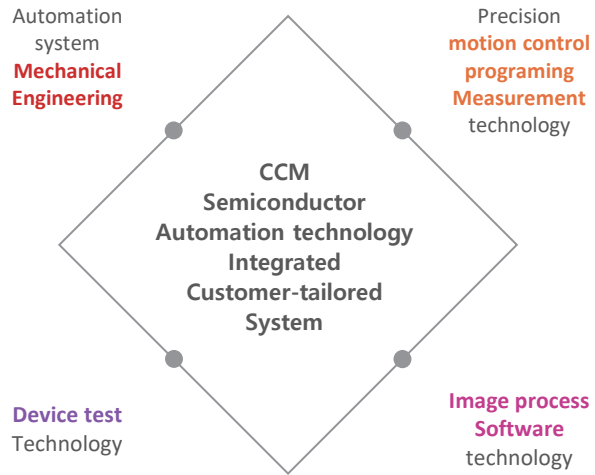 Automation
system
Mechanical
Engineering
Precision
motion control
programing
Measurement
technology
CCM
Semiconductor
Automation technology
Integrated
Customer-tailored
System
Device test
Technology
Image process
Software
technology